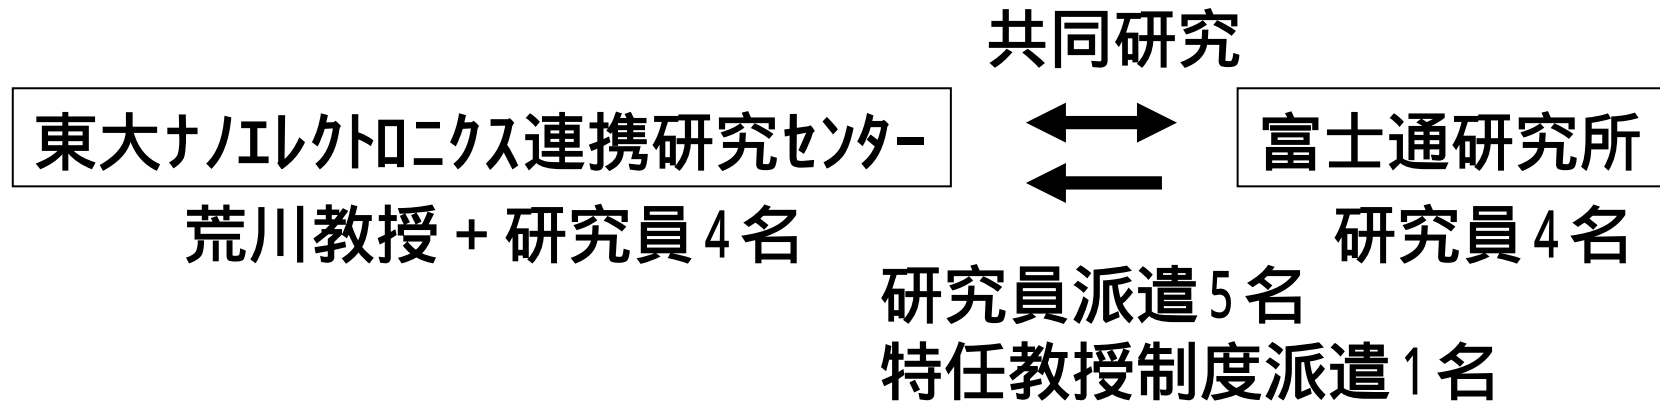 共同研究
東大ナノエレクトロニクス連携研究センター
富士通研究所
荒川教授+研究員4名
研究員4名
研究員派遣5名
特任教授制度派遣1名